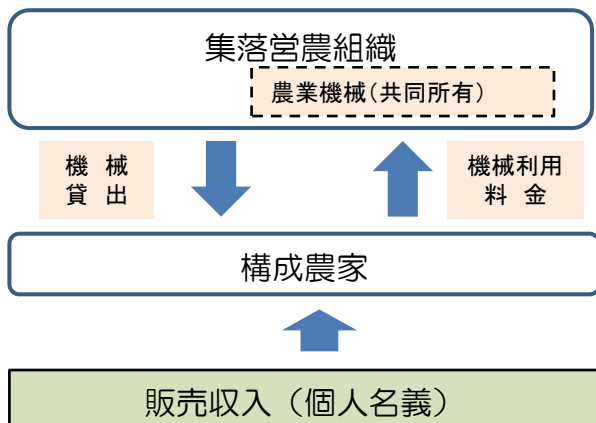 集落営農組織
農業機械（共同所有）
機 械
貸 出
機械利用
料 金
構成農家
販売収入（個人名義）